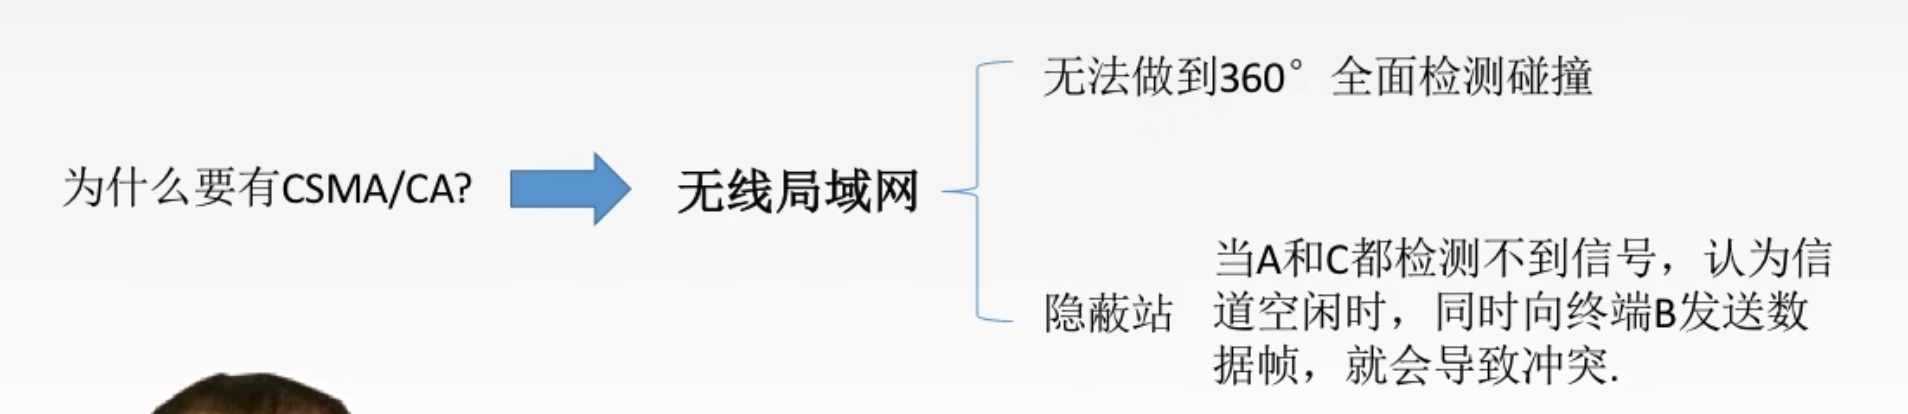 无法做到360°全面检测碰撞
为什么要有CSMA/CA?
无线局域网
当A和C都检测不到信号，认为信
隐蔽站
道空闲时，同时向终端B发送数
据帧，就会导致冲突.